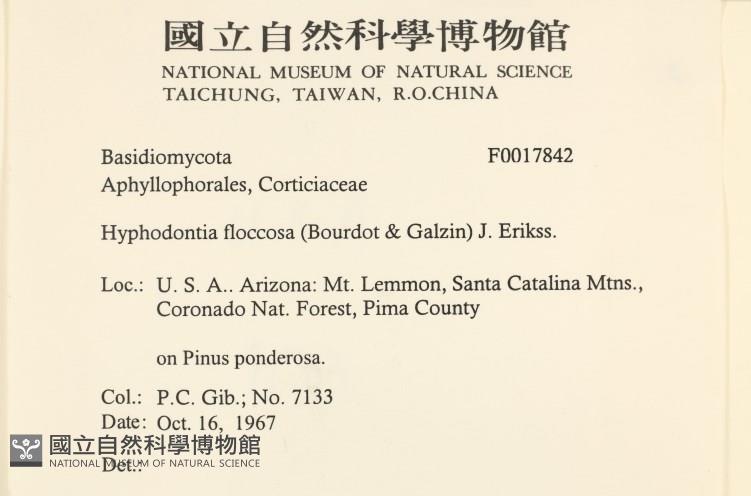 國立自然科學博物館
NATIONAL MUSEUM OF NATURAL SCIENCE
TAICHUNG, TAIWAN, R.O.CHINA
Basidiomycota F0017842
Aphyllophorales, Corticiaceae
Hyphodontia floccosa (Bourdot & Galzin) J. Erikss.
Loc.: U. S. A.. Arizona: Mt. Lemmon, Santa Catalina Mtns.,
Coronado Nat. Forest, Pima County
on Pinus ponderosa.
Col.: P.C. Gib.; No. 7133
Date: Oct. 16, 1967
國立自然科學博物館
NATIONAL MUSEUM OF NATURAL SCIENCE
Det.: